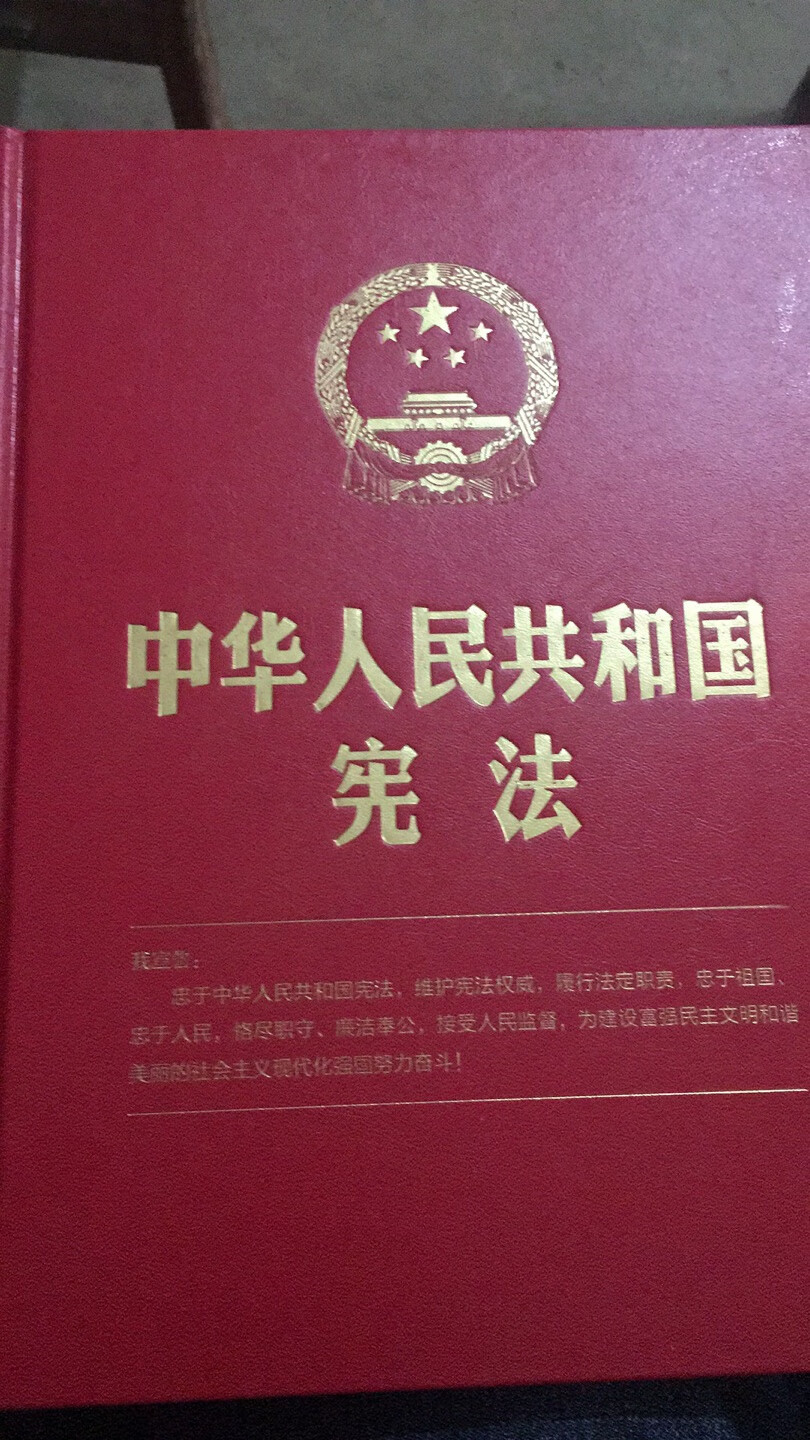 中华人民共和国
宪法
我宣誓：
忠于中华人民共和国宪法，维护宪法权威，履行法定职责，忠于祖国、
忠于人民，恪尽职守、廉洁奉公，接受人民监督，为建设富强民主文明和谐
美丽的社会主义现代化强国努力奋斗！